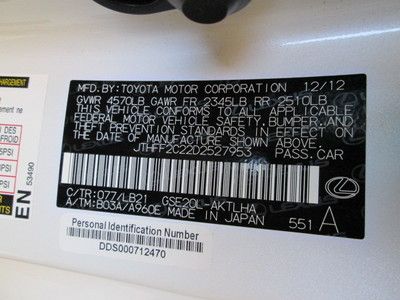 MFD.BY:TOYOTA MOTOR CORPORATION 12/12
GVWR 4570LB GAWR FR 2345LB RR 2510LB
THIS VEHICLE CONFORMS TO ALL APPLICABLE
FEDERAL MOTOR VEHICLE SAFETY, BUMPER, AND
THEFT PREVENTION STANDARDS IN EFFECT ON
THE DATE OF MANUFACTURE SHOWN ABOVE.
JTHFF2C22D2527953 PASS.CAR
C/TR:077/LB21 GSE20L-AKTLHA
A/TM:B03A/A960E MADE IN JAPAN 551 A
Personal Identification Number
DDS000712470
EN
53490